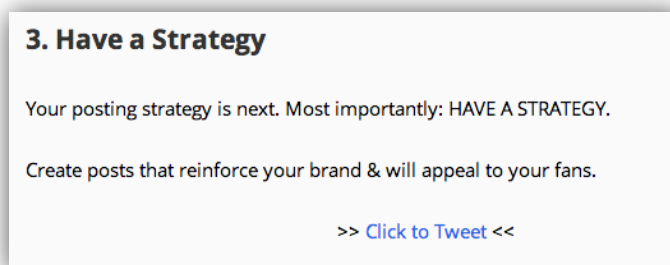 3. Have a Strategy
Your posting strategy is next. Most importantly: HAVE A STRATEGY.
Create posts that reinforce your brand & will appeal to your fans.
>> Click to Tweet <<